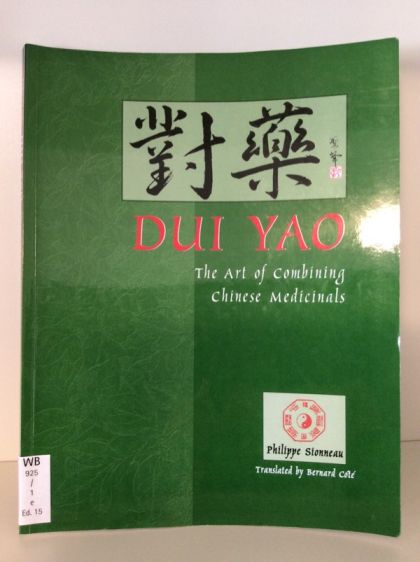 對藥
DUI YAO
The Art of Combining
Chinese Medicinals
Philippe Sionneau
Translated by Bernard Côté
WB
925
/
1
e
Ed. 15